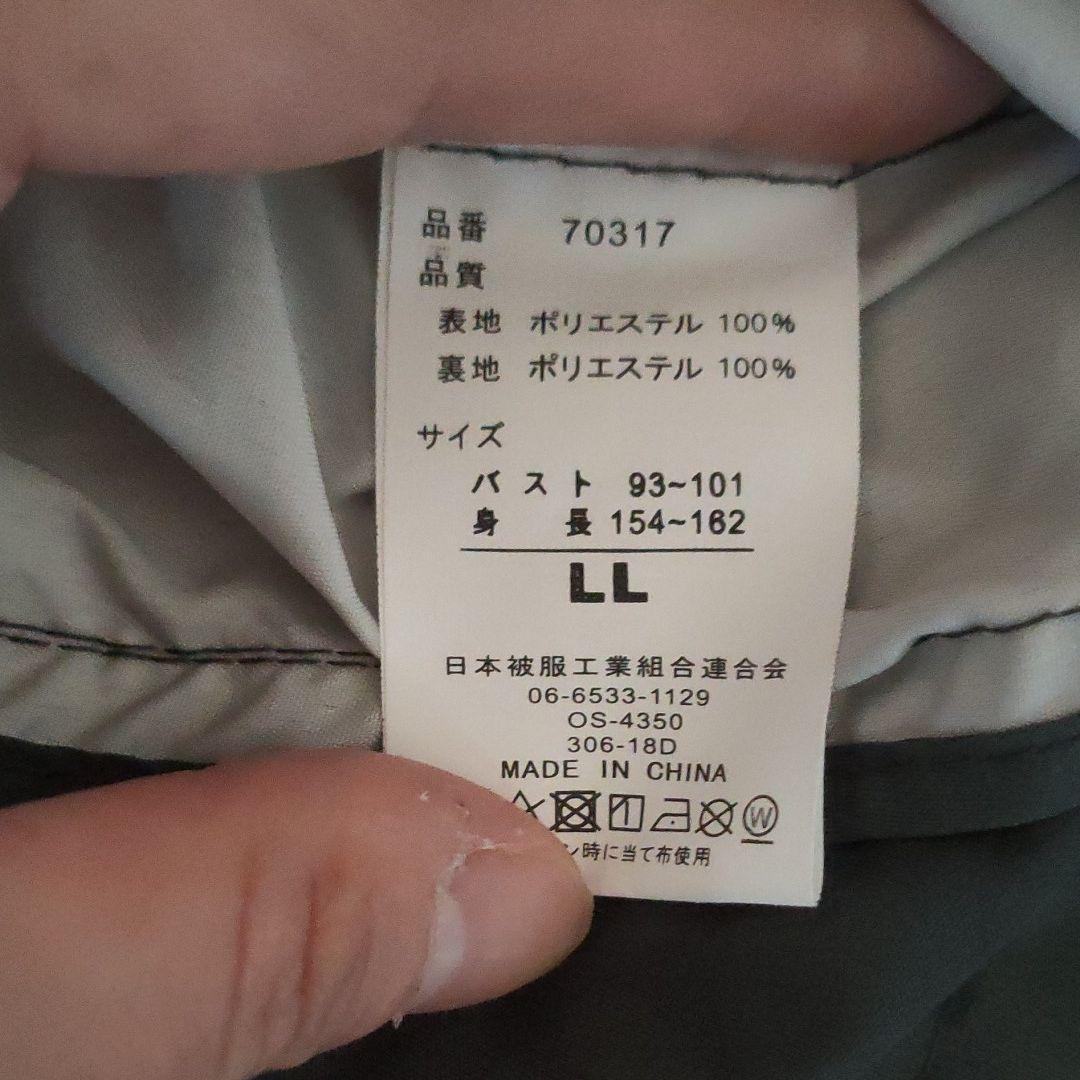 品番 70317
品質
表地 ポリエステル 100%
裏地 ポリエステル 100%
サイズ
バスト 93~101
身長 154~162
LL
日本被服工業組合連合会
06-6533-1129
OS-4350
306-18D
MADE IN CHINA
W
ン時に当て布使用